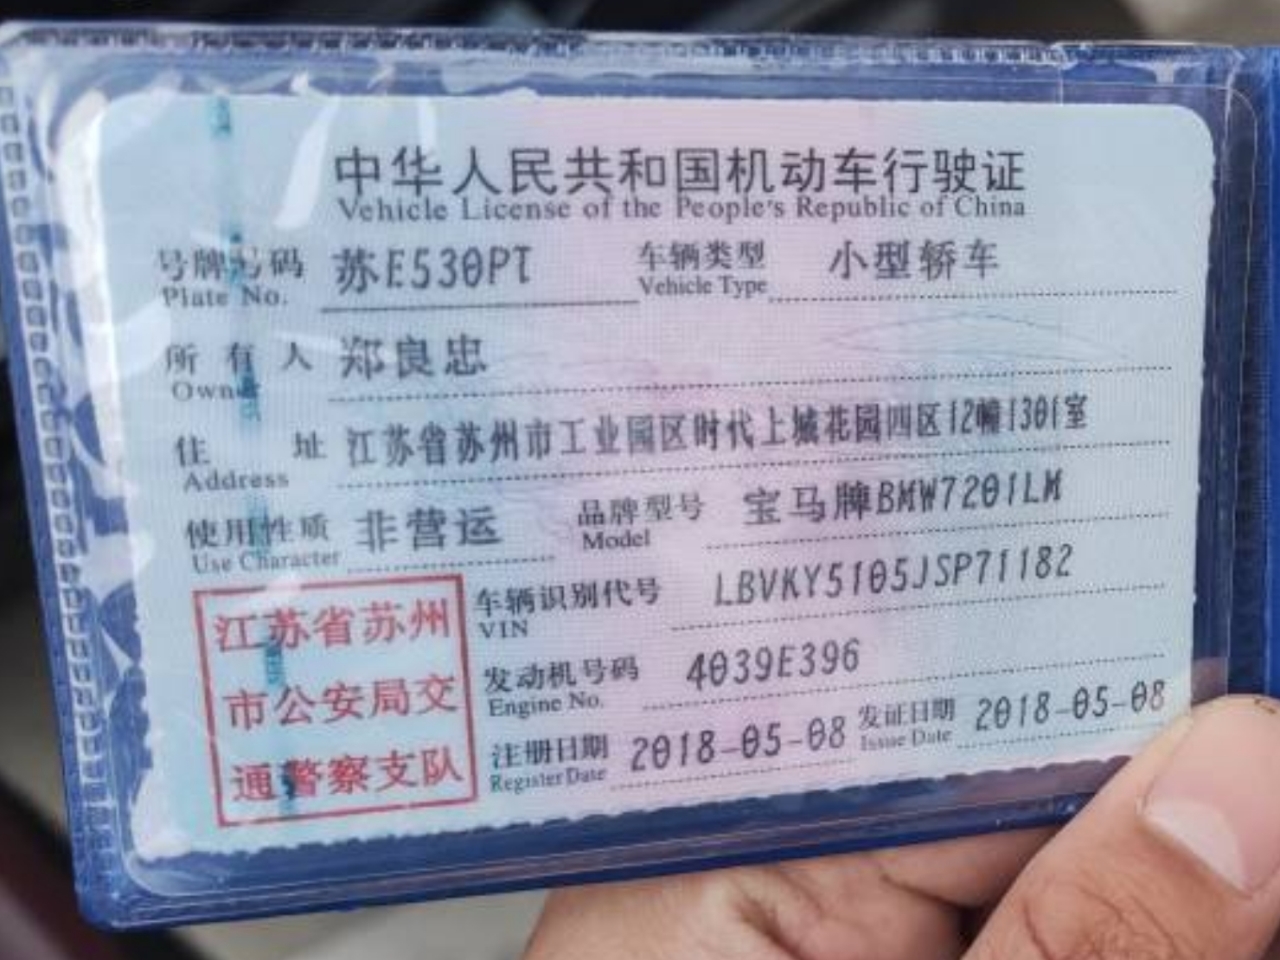 中华人民共和国机动车行驶证
Vehicle License of the People's Republic of China
号牌号码 苏E530PT 车辆类型 小型轿车
Plate No. Vehicle Type
所有人 郑良忠
Owner
住址 江苏省苏州市工业园区时代上城花园四区12幢1301室
Address
使用性质 非营运 品牌型号 宝马牌BMW7201LM
Use Character Model
车辆识别代号 LBVKY5105JSP71182
VIN
发动机号码 4039E396
Engine No.
注册日期 2018-05-08 发证日期 2018-05-08
Register Date Issue Date
江苏省苏州
市公安局交
通警察支队